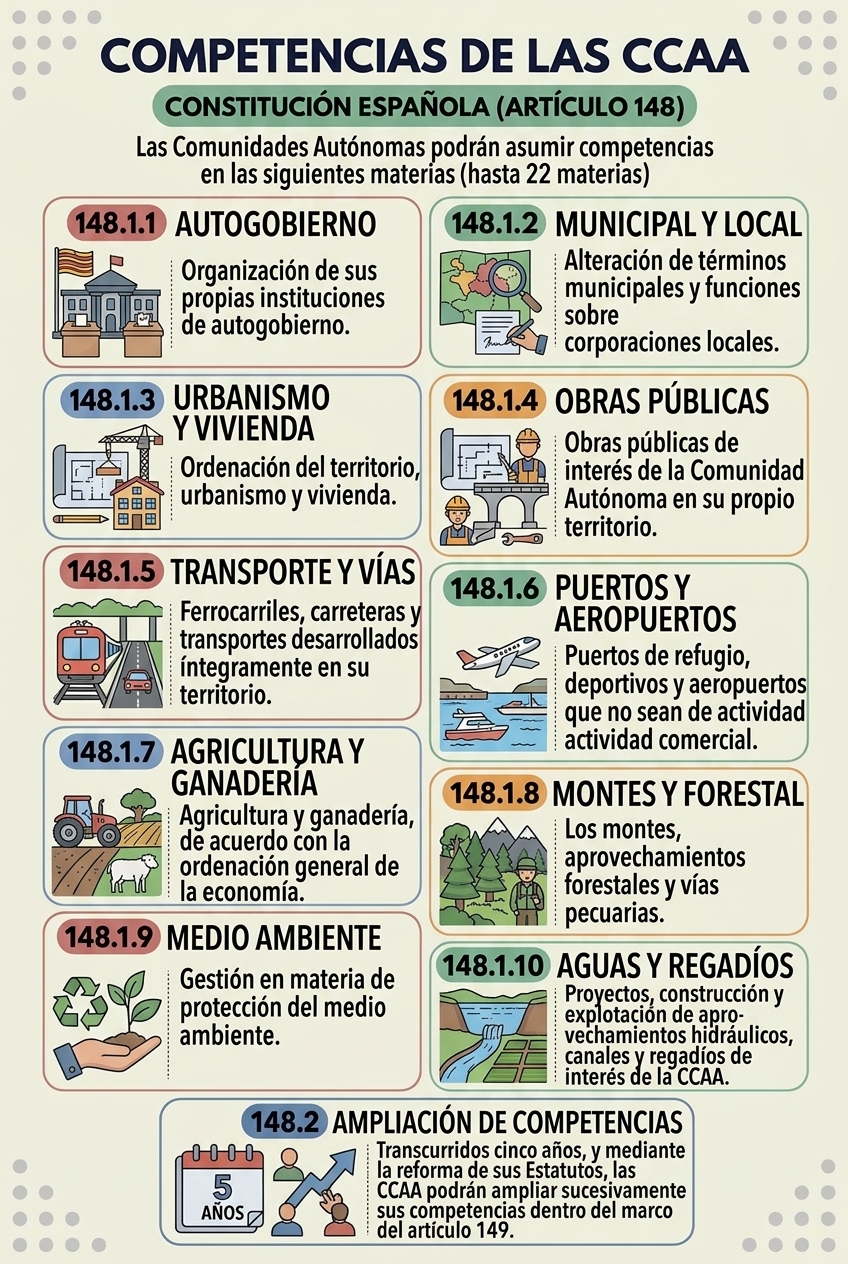 COMPETENCIAS DE LAS CCAA
CONSTITUCIÓN ESPAÑOLA (ARTÍCULO 148)
Las Comunidades Autónomas podrán asumir competencias
en las siguientes materias (hasta 22 materias)
148.1.1 AUTOGOBIERNO
Organización de sus
propias instituciones
de autogobierno.
148.1.2 MUNICIPAL Y LOCAL
Alteración de términos
municipales y funciones
sobre
corporaciones locales.
148.1.3 URBANISMO
Y VIVIENDA
Ordenación del territorio,
urbanismo y vivienda.
148.1.4 OBRAS PÚBLICAS
Obras públicas de
interés de la Comunidad
Autónoma en su propio
territorio.
148.1.5 TRANSPORTE Y VÍAS
Ferrocarriles, carreteras y
transportes desarrollados
íntegramente en su
territorio.
148.1.6 PUERTOS Y
AEROPUERTOS
Puertos de refugio,
deportivos y aeropuertos
que no sean de actividad
actividad comercial.
148.1.7 AGRICULTURA Y
GANADERÍA
Agricultura y ganadería,
de acuerdo con la
ordenación general de
la economía.
148.1.8 MONTES Y FORESTAL
Los montes,
aprovechamientos
forestales y vías
pecuarias.
148.1.9 MEDIO AMBIENTE
Gestión en materia de
protección del medio
ambiente.
148.1.10 AGUAS Y REGADÍOS
Proyectos, construcción y
explotación de apro-
vechamientos hidráulicos,
canales y regadíos de
interés de la CCAA.
148.2 AMPLIACIÓN DE COMPETENCIAS
5
AÑOS
Transcurridos cinco años, y mediante
la reforma de sus Estatutos, las
CCAA podrán ampliar sucesivamente
sus competencias dentro del marco
del artículo 149.